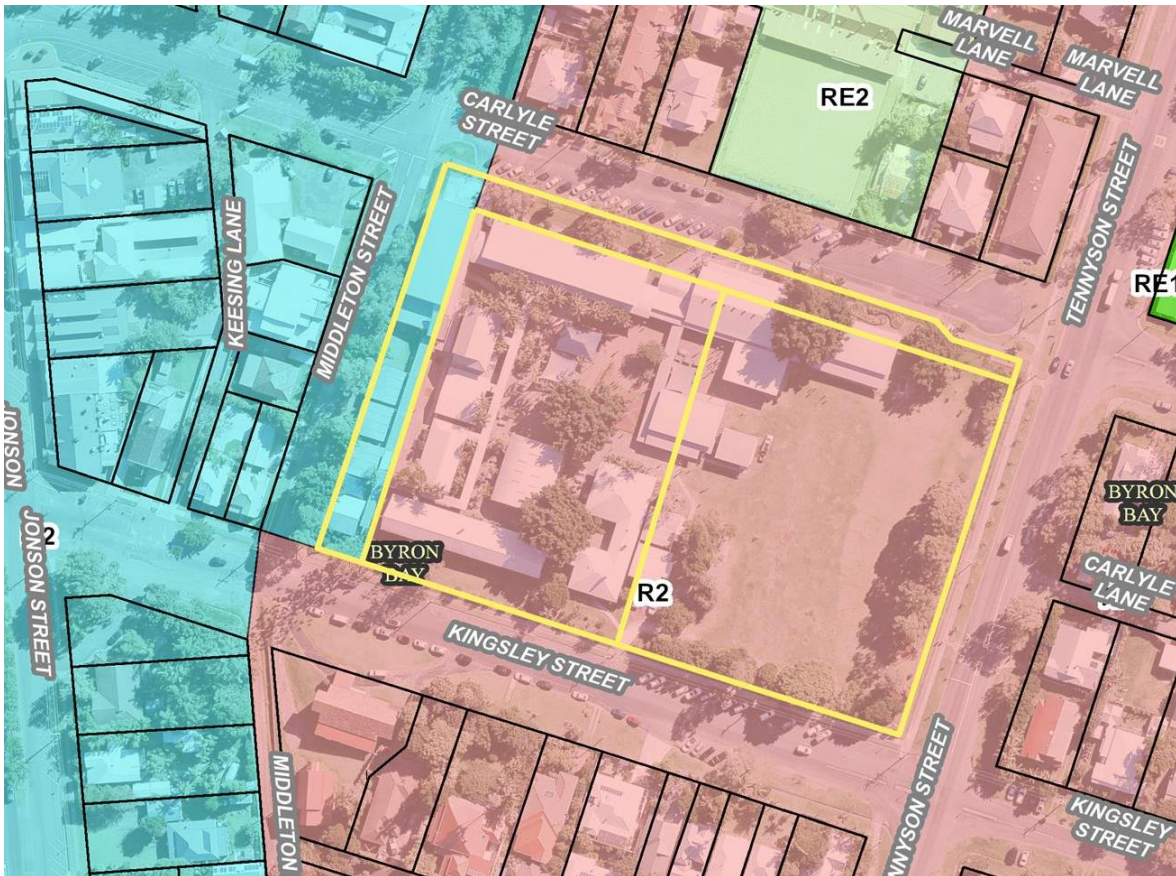 MARVELL
LANE
MARVELL
LANE
RE2
CARLYLE
STREET
TENNYSON STREET
KEESING LANE
MIDDLETON STREET
RE1
JONSON
JONSON STREET
2
BYRON
BAY
BYRON
BAY
R2
CARLYLE
LANE
KINGSLEY STREET
MIDDLETON
NNYSON STREET
KINGSLEY
STREET